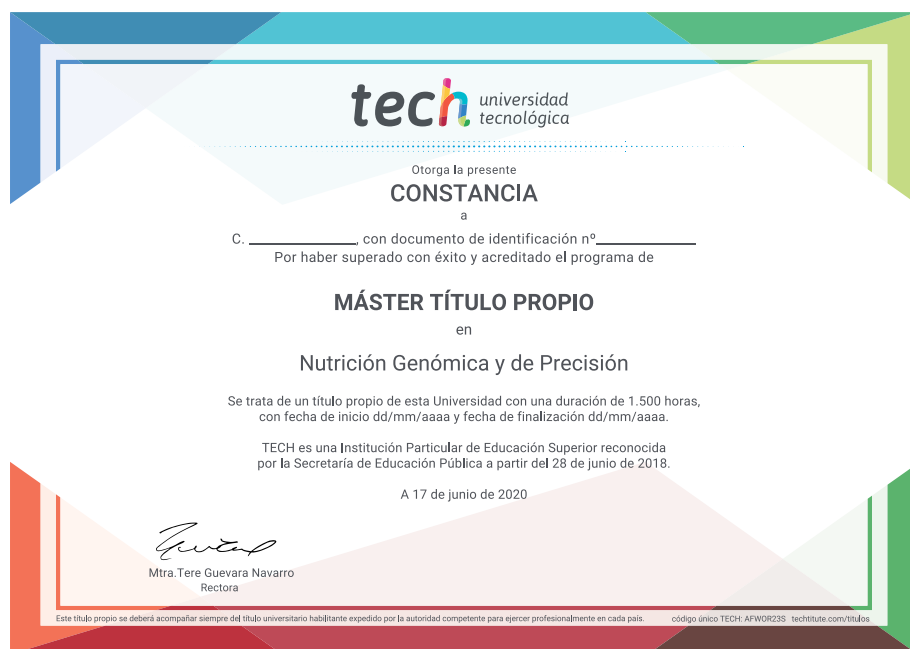 tech universidad
tecnológica
Otorga la presente
CONSTANCIA
a
C. ____________, con documento de identificación nº____________
Por haber superado con éxito y acreditado el programa de
MÁSTER TÍTULO PROPIO
en
Nutrición Genómica y de Precisión
Se trata de un título propio de esta Universidad con una duración de 1.500 horas,
con fecha de inicio dd/mm/aaaa y fecha de finalización dd/mm/aaaa.
TECH es una Institución Particular de Educación Superior reconocida
por la Secretaría de Educación Pública a partir del 28 de junio de 2018.
A 17 de junio de 2020
Mtra.Tere Guevara Navarro
Rectora
Este título propio se deberá acompañar siempre del título universitario habilitante expedido por la autoridad competente para ejercer profesionalmente en cada país. código único TECH: AFWOR23S techtitute.com/titulos